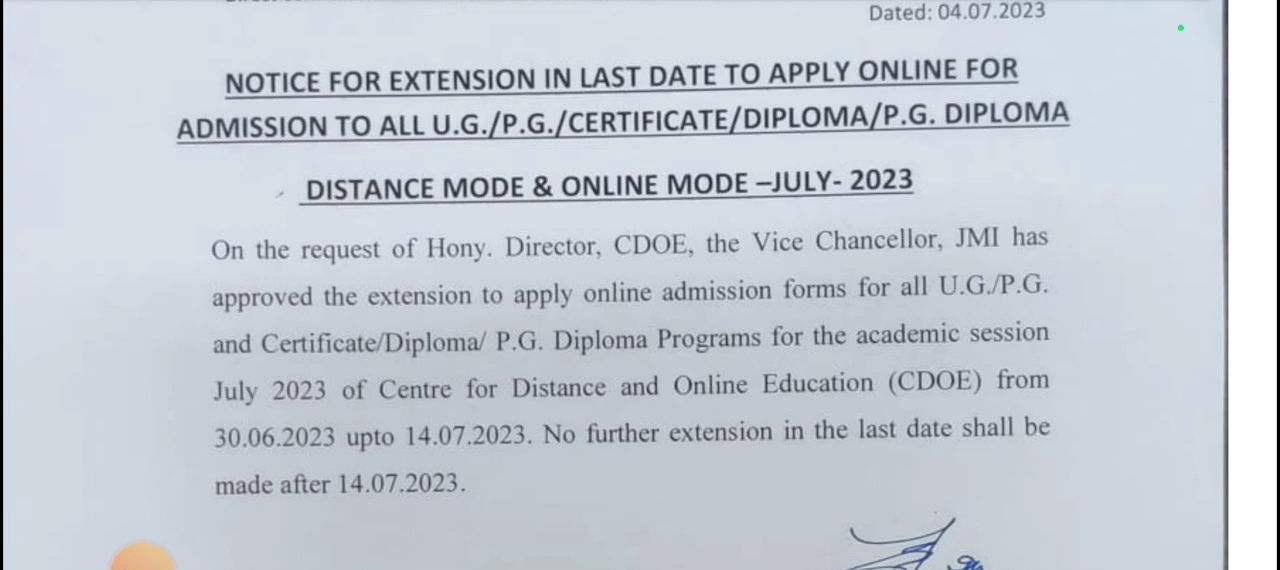 Dated: 04.07.2023
NOTICE FOR EXTENSION IN LAST DATE TO APPLY ONLINE FOR
ADMISSION TO ALL U.G./P.G./CERTIFICATE/DIPLOMA/P.G. DIPLOMA
DISTANCE MODE & ONLINE MODE –JULY- 2023
On the request of Hony. Director, CDOE, the Vice Chancellor, JMI has
approved the extension to apply online admission forms for all U.G./P.G.
and Certificate/Diploma/ P.G. Diploma Programs for the academic session
July 2023 of Centre for Distance and Online Education (CDOE) from
30.06.2023 upto 14.07.2023. No further extension in the last date shall be
made after 14.07.2023.